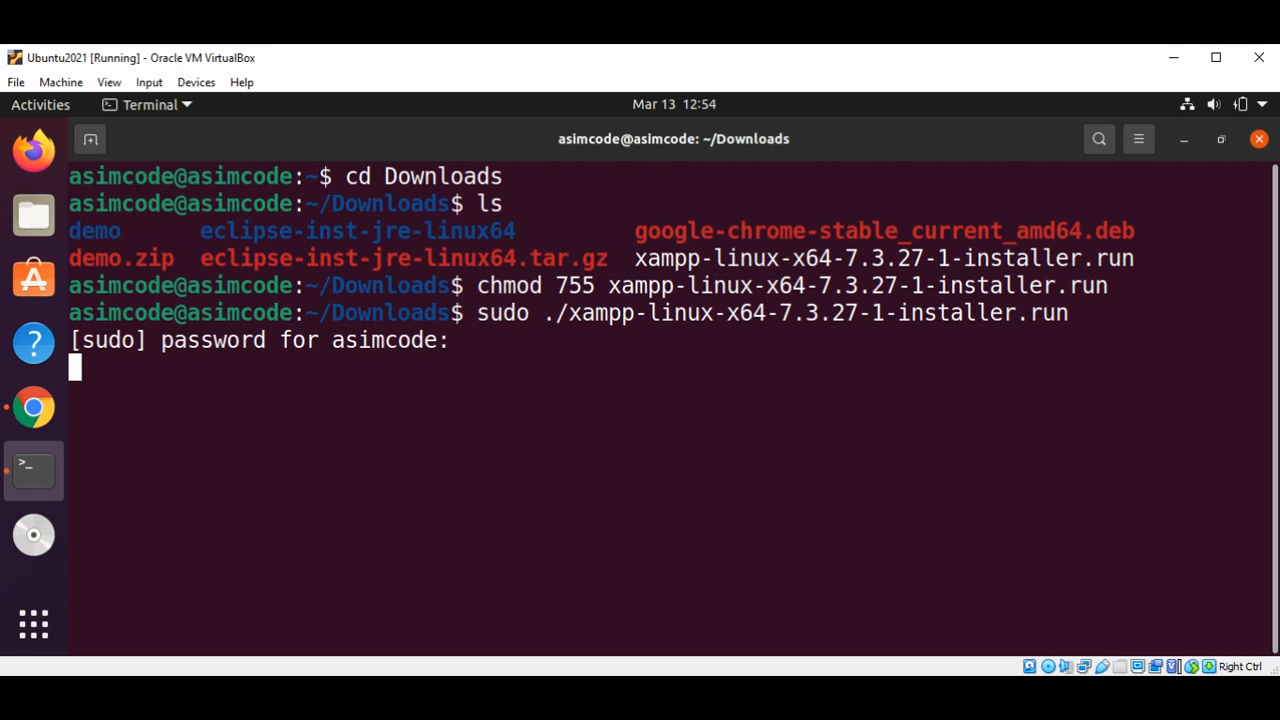 Ubuntu2021 [Running] - Oracle VM VirtualBox
File Machine View Input Devices Help
Activities Terminal Mar 13 12:54
asimcode@asimcode: ~/Downloads
asimcode@asimcode:~$ cd Downloads
asimcode@asimcode:~/Downloads$ ls
demo eclipse-inst-jre-linux64 google-chrome-stable_current_amd64.deb
demo.zip eclipse-inst-jre-linux64.tar.gz xampp-linux-x64-7.3.27-1-installer.run
asimcode@asimcode:~/Downloads$ chmod 755 xampp-linux-x64-7.3.27-1-installer.run
asimcode@asimcode:~/Downloads$ sudo ./xampp-linux-x64-7.3.27-1-installer.run
[sudo] password for asimcode:
Right Ctrl